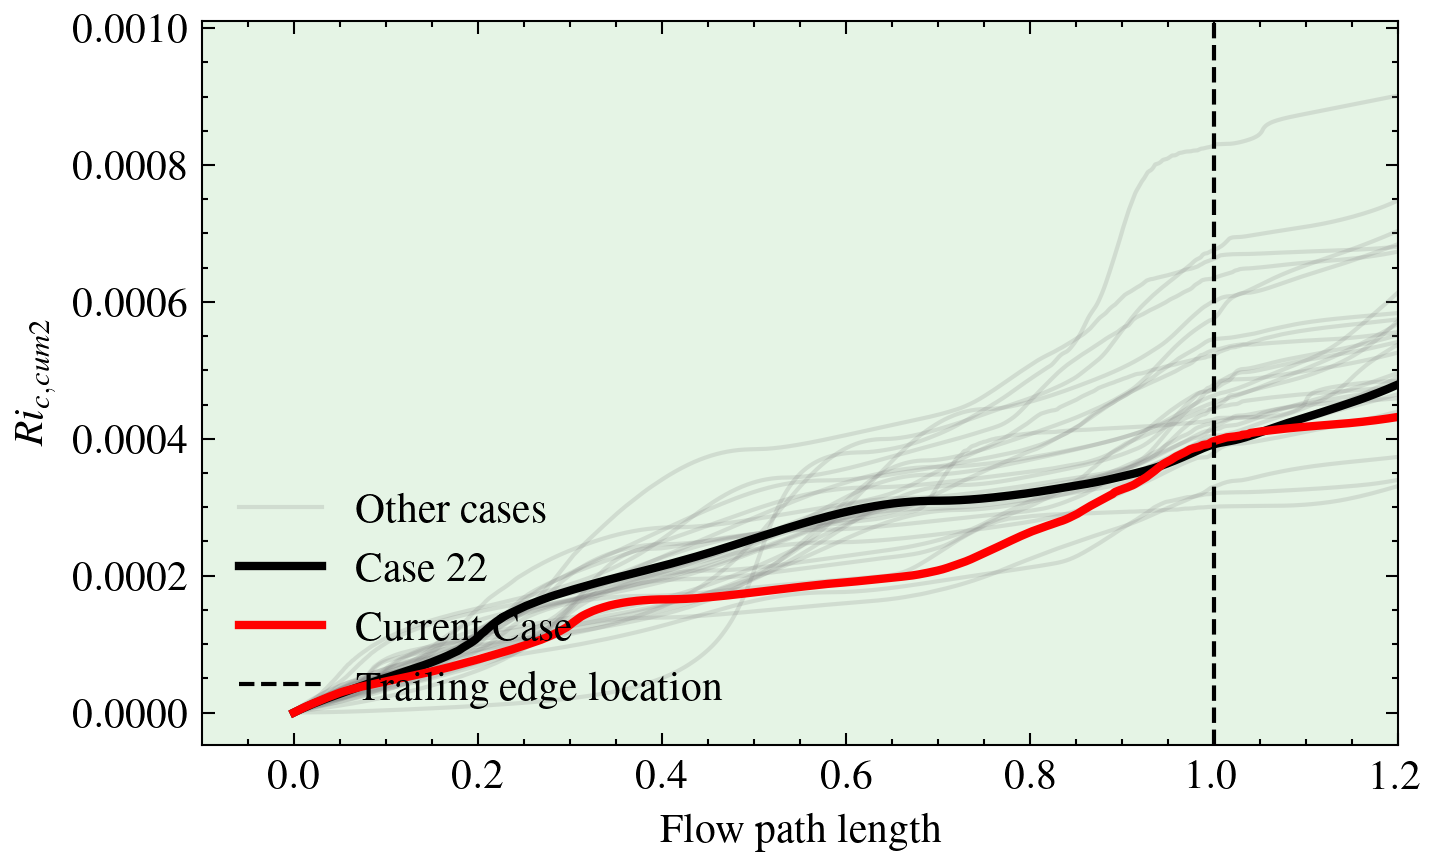 0.0010
0.0008
0.0006
0.0004
0.0002
0.0000
Ri_{c,cum2}
Other cases
Case 22
Current Case
Trailing edge location
0.0 0.2 0.4 0.6 0.8 1.0 1.2
Flow path length